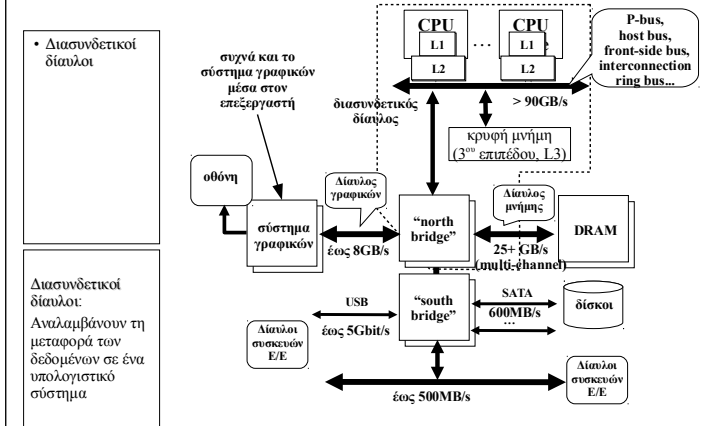 • Διασυνδετικοί
δίαυλοι
Διασυνδετικοί
δίαυλοι:
Αναλαμβάνουν τη
μεταφορά των
δεδομένων σε ένα
υπολογιστικό
σύστημα
συχνά και το
σύστημα γραφικών
μέσα στον
επεξεργαστή
CPU
L1
L2
...
CPU
L1
L2
P-bus,
host bus,
front-side bus,
interconnection
ring bus...
διασυνδετικός
δίαυλος
> 90GB/s
κρυφή μνήμη
(3ου επιπέδου, L3)
οθόνη
Δίαυλος
γραφικών
Δίαυλος
μνήμης
σύστημα
γραφικών
έως 8GB/s
“north
bridge”
25+ GB/s
(multi-channel)
DRAM
USB
έως 5Gbit/s
“south
bridge”
SATA
600MB/s
...
δίσκοι
Δίαυλοι
συσκευών
Ε/Ε
έως 500MB/s
Δίαυλοι
συσκευών
Ε/Ε